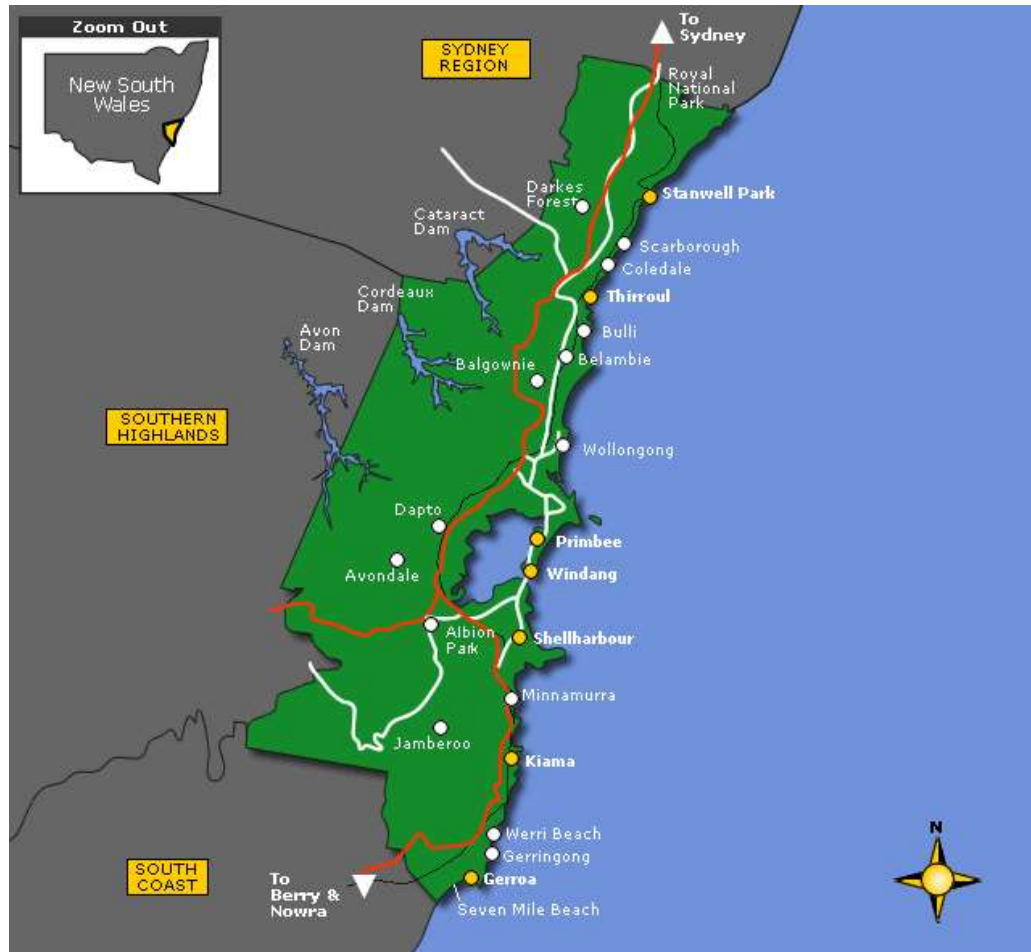 Zoom Out
New South
Wales
SYDNEY
REGION
To
Sydney
Royal
National
Park
Darkes
Forest
Stanwell Park
Cataract
Dam
Scarborough
Coledale
Cordeaux
Dam
Thirroul
Avon
Dam
Bulli
Belambie
Balgownie
SOUTHERN
HIGHLANDS
Wollongong
Dapto
Primbee
Avondale
Windang
Albion
Park
Shellharbour
Minnamurra
Jamberoo
Kiama
Werri Beach
Gerringong
SOUTH
COAST
To
Berry &
Nowra
Gerroa
Seven Mile Beach
N